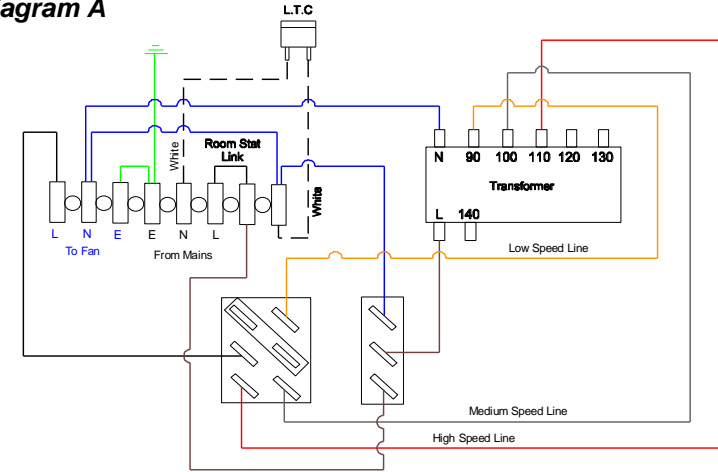 agram A
L.T.C
White
Room Stat
Link
White
N 90 100 110 120 130
Transformer
L 140
L N E E N L
To Fan
From Mains
Low Speed Line
Medium Speed Line
High Speed Line